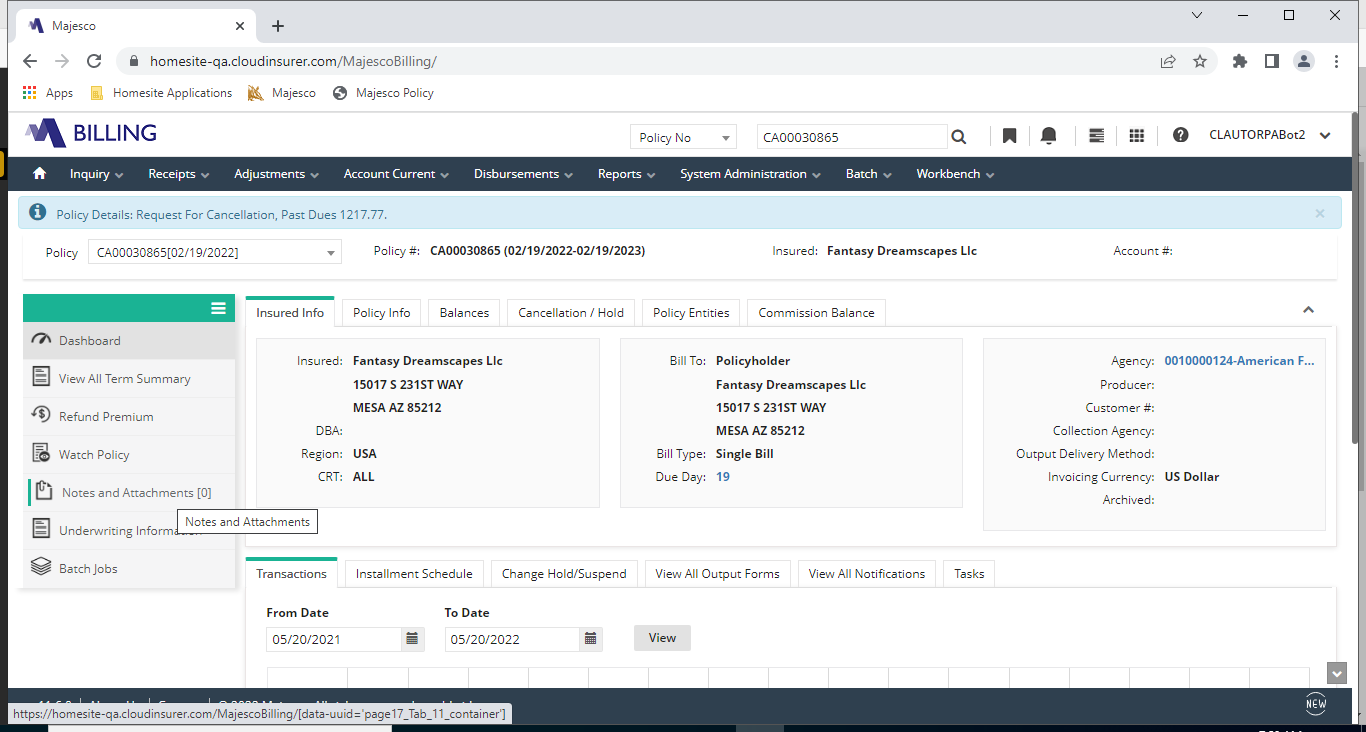 Majesco
homesite-qa.cloudinsurer.com/MajescoBilling/
Apps Homesite Applications Majesco Majesco Policy
BILLING Policy No CA00030865 CLAUTORPABot2
Inquiry Receipts Adjustments Account Current Disbursements Reports System Administration Batch Workbench
Policy Details: Request For Cancellation, Past Dues 1217.77.
Policy CA00030865[02/19/2022] Policy #: CA00030865 (02/19/2022-02/19/2023) Insured: Fantasy Dreamscapes Llc Account #:
Dashboard
View All Term Summary
Refund Premium
Watch Policy
Notes and Attachments [0]
Notes and Attachments
Underwriting
Batch Jobs
Insured Info Policy Info Balances Cancellation / Hold Policy Entities Commission Balance
Insured: Fantasy Dreamscapes Llc
15017 S 231ST WAY
MESA AZ 85212
DBA:
Region: USA
CRT: ALL
Bill To: Policyholder
Fantasy Dreamscapes Llc
15017 S 231ST WAY
MESA AZ 85212
Bill Type: Single Bill
Due Day: 19
Agency: 0010000124-American F...
Producer:
Customer #:
Collection Agency:
Output Delivery Method:
Invoicing Currency: US Dollar
Archived:
Transactions Installment Schedule Change Hold/Suspend View All Output Forms View All Notifications Tasks
From Date To Date
05/20/2021 05/20/2022 View
NEW
https://homesite-qa.cloudinsurer.com/MajescoBilling/[data-uuid='page17_Tab_11_container']